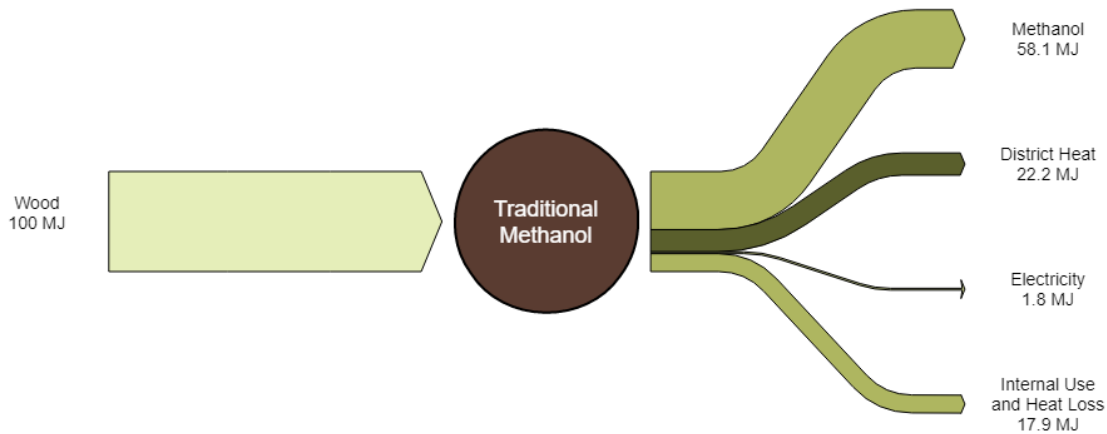 Wood
100 MJ
Traditional
Methanol
Methanol
58.1 MJ
District Heat
22.2 MJ
Electricity
1.8 MJ
Internal Use
and Heat Loss
17.9 MJ